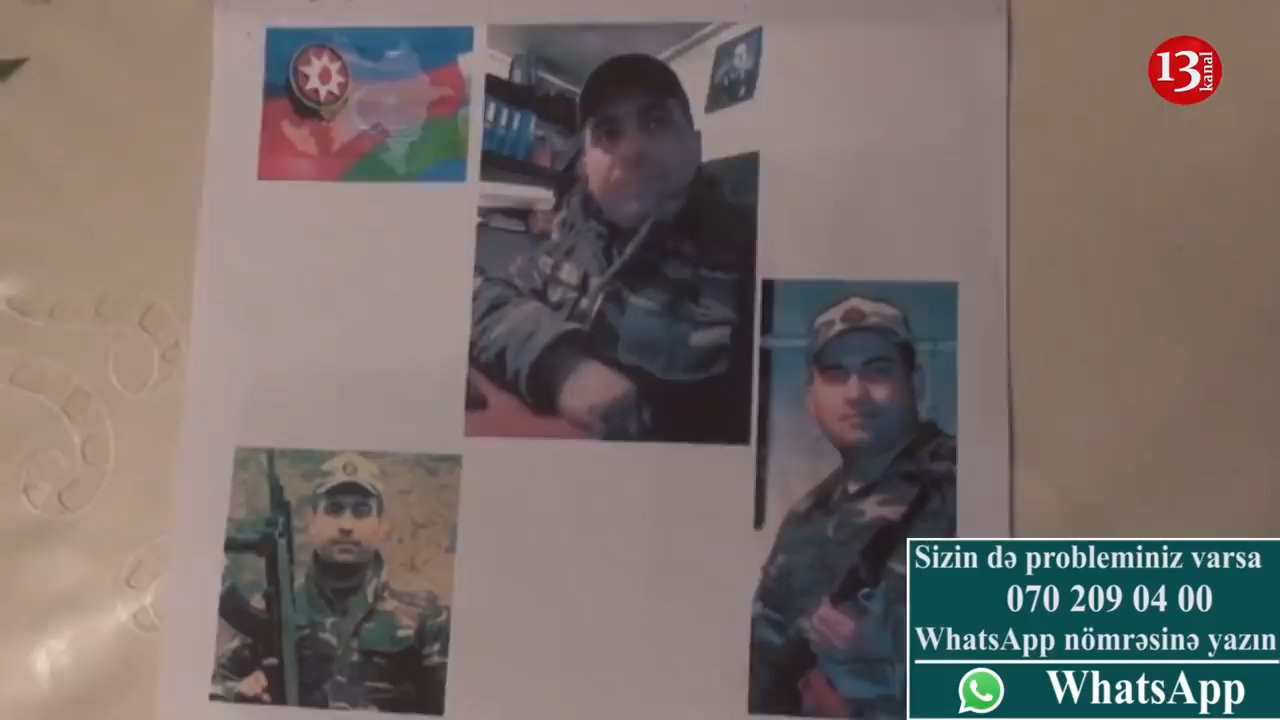 13
kanal
Sizin də probleminiz varsa
070 209 04 00
WhatsApp nömrəsinə yazın
WhatsApp